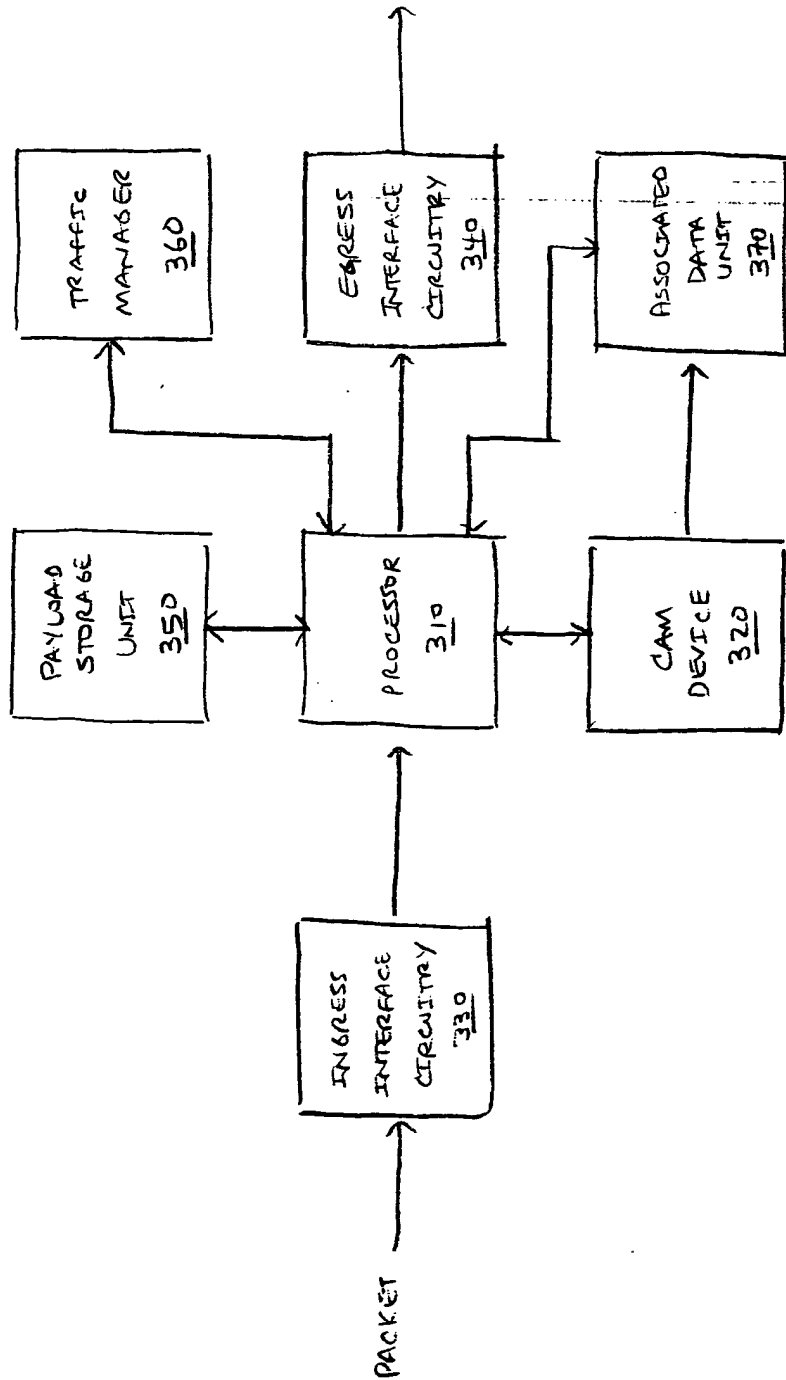 PACKET
INGRESS
INTERFACE
CIRCUITRY
330
PAYLOAD
STORAGE
UNIT
350
PROCESSOR
310
CAM
DEVICE
320
TRAFFIC
MANAGER
360
EGRESS
INTERFACE
CIRCUITRY
340
ASSOCIATED
DATA
UNIT
370